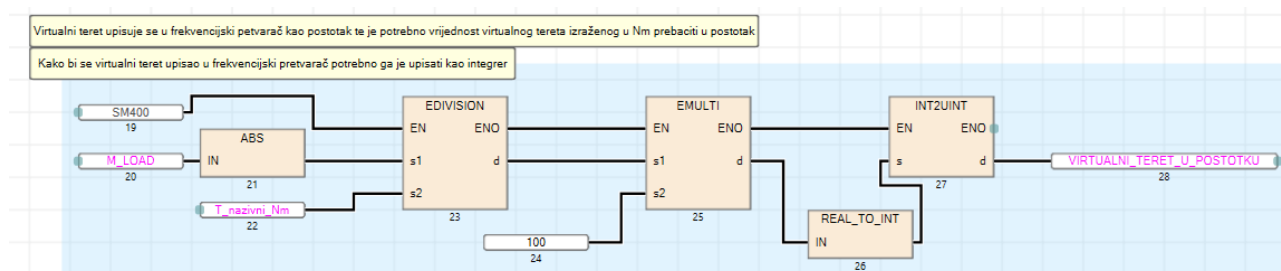 Virtualni teret upisuje se u frekvencijski petvarač kao postotak te je potrebno vrijednost virtualnog tereta izraženog u Nm prebaciti u postotak
Kako bi se virtualni teret upisao u frekvencijski pretvarač potrebno ga je upisati kao integrer
SM400
19
M_LOAD
20
ABS
IN
21
T_nazivni_Nm
22
EDIVISION
EN ENO
s1 d
s2
23
100
24
EMULTI
EN ENO
s1 d
s2
25
REAL_TO_INT
IN
26
INT2UINT
EN ENO
s d
27
VIRTUALNI_TERET_U_POSTOTKU
28